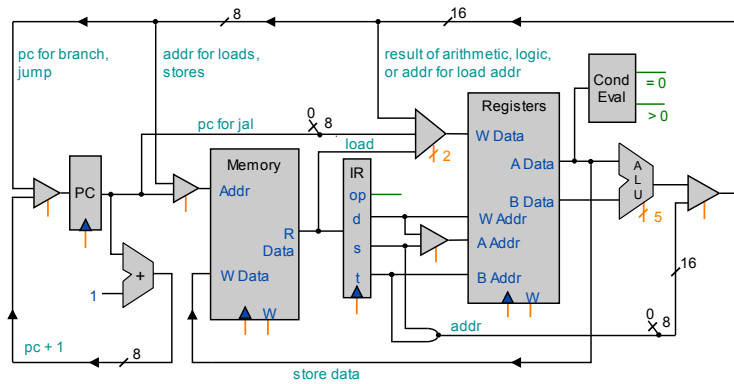 8
16
pc for branch,
jump
addr for loads,
stores
result of arithmetic, logic,
or addr for load addr
Cond
Eval
= 0
> 0
Registers
0
8
pc for jal
load
W Data
2
A Data
A
L
U
Memory
IR
PC
Addr
op
B Data
d
W Addr
5
R
Data
s
A Addr
+
W Data
t
B Addr
16
1
W
W
addr
0
8
pc + 1
8
store data